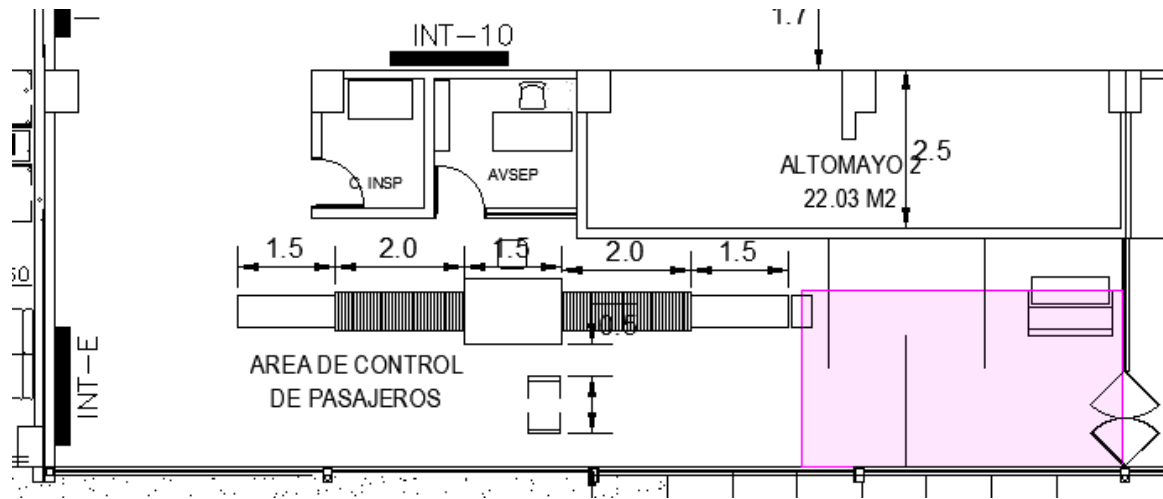 1.7
INT-10
2.5
ALTOMAYO 2
22.03 M2
C. INSP
AVSEP
1.5
2.0
1.5
2.0
1.5
0.5
INT-E
AREA DE CONTROL
DE PASAJEROS